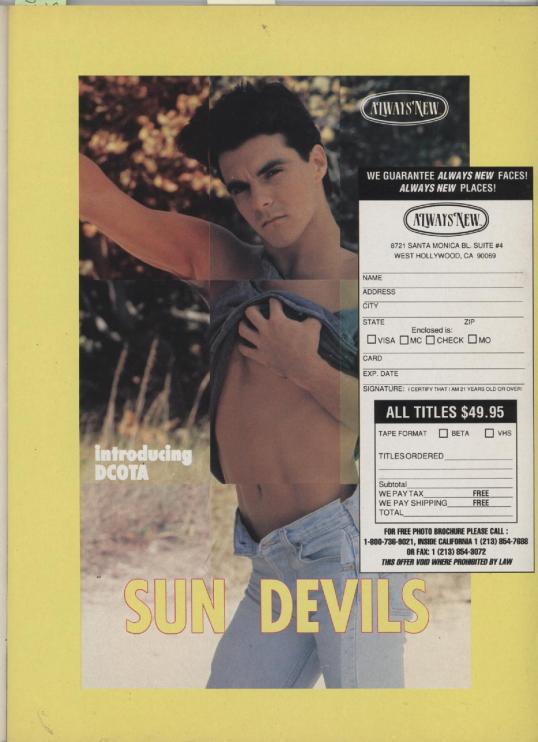 ALWAYS NEW
WE GUARANTEE ALWAYS NEW FACES!
ALWAYS NEW PLACES!
ALWAYS NEW
8721 SANTA MONICA BL. SUITE #4
WEST HOLLYWOOD, CA 90069
NAME
ADDRESS
CITY
STATE ZIP
Enclosed is:
VISA MC CHECK MO
CARD
EXP. DATE
SIGNATURE: I CERTIFY THAT I AM 21 YEARS OLD OR OVER!
ALL TITLES $49.95
TAPE FORMAT BETA VHS
TITLES ORDERED
Subtotal
WE PAY TAX FREE
WE PAY SHIPPING FREE
TOTAL
FOR FREE PHOTO BROCHURE PLEASE CALL :
1-800-736-9021, INSIDE CALIFORNIA 1 (213) 854-7688
OR FAX: 1 (213) 854-3072
THIS OFFER VOID WHERE PROHIBITED BY LAW
introducing
DCOTA
SUN DEVILS